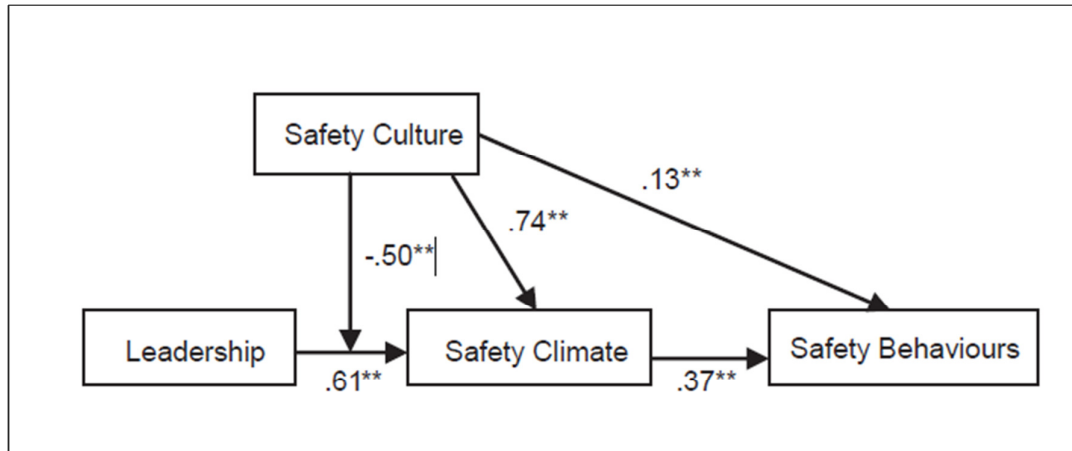 Safety Culture
.13**
.74**
-.50**
Leadership
Safety Climate
Safety Behaviours
.61**
.37**